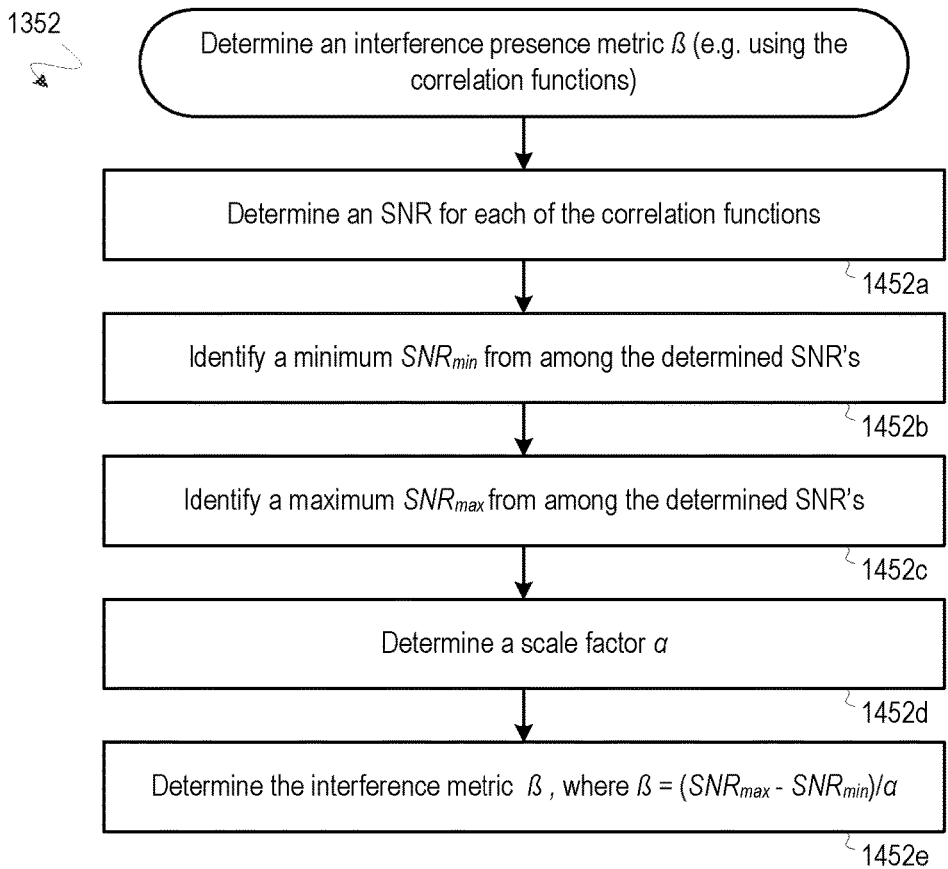 1352
Determine an interference presence metric ß (e.g. using the
correlation functions)
Determine an SNR for each of the correlation functions
1452a
Identify a minimum SNRmin from among the determined SNR's
1452b
Identify a maximum SNRmax from among the determined SNR's
1452c
Determine a scale factor α
1452d
Determine the interference metric ß , where ß = (SNRmax - SNRmin)/α
1452e